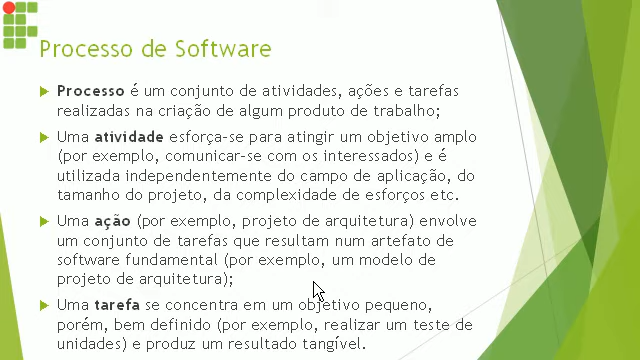 Processo de Software
Processo é um conjunto de atividades, ações e tarefas
realizadas na criação de algum produto de trabalho;
Uma atividade esforça-se para atingir um objetivo amplo
(por exemplo, comunicar-se com os interessados) e é
utilizada independentemente do campo de aplicação, do
tamanho do projeto, da complexidade de esforços etc.
Uma ação (por exemplo, projeto de arquitetura) envolve
um conjunto de tarefas que resultam num artefato de
software fundamental (por exemplo, um modelo de
projeto de arquitetura);
Uma tarefa se concentra em um objetivo pequeno,
porém, bem definido (por exemplo, realizar um teste de
unidades) e produz um resultado tangível.